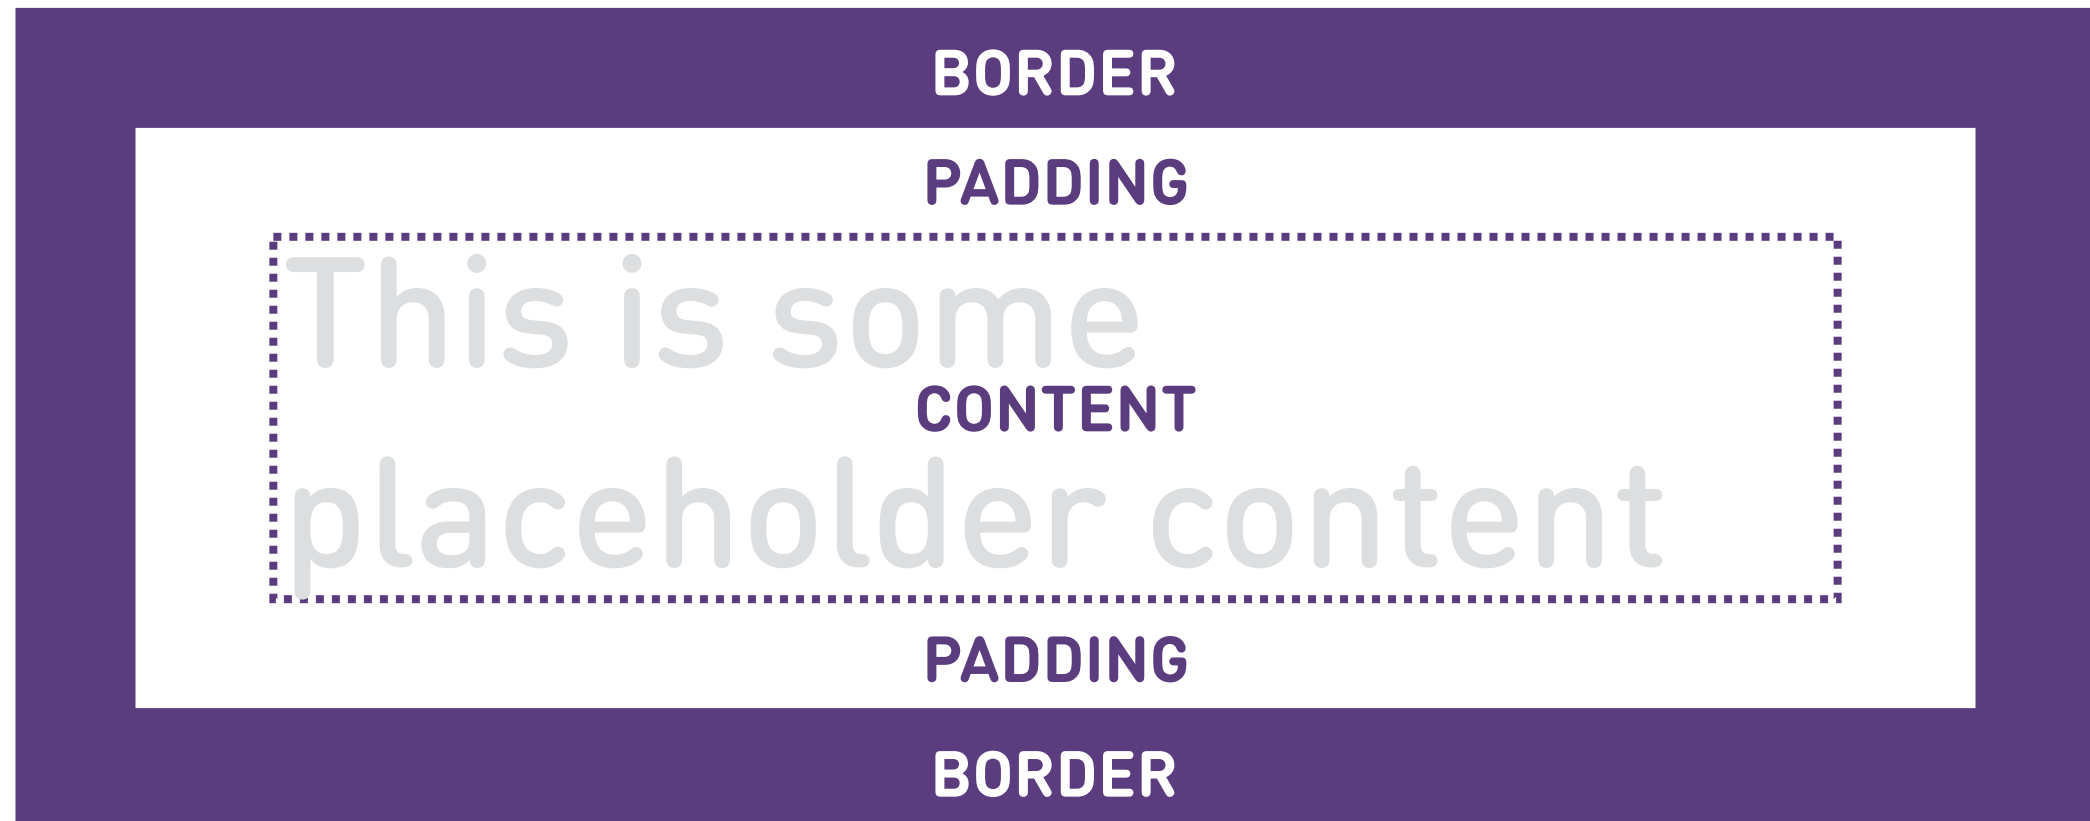 BORDER
PADDING
This is some
CONTENT
placeholder content
PADDING
BORDER